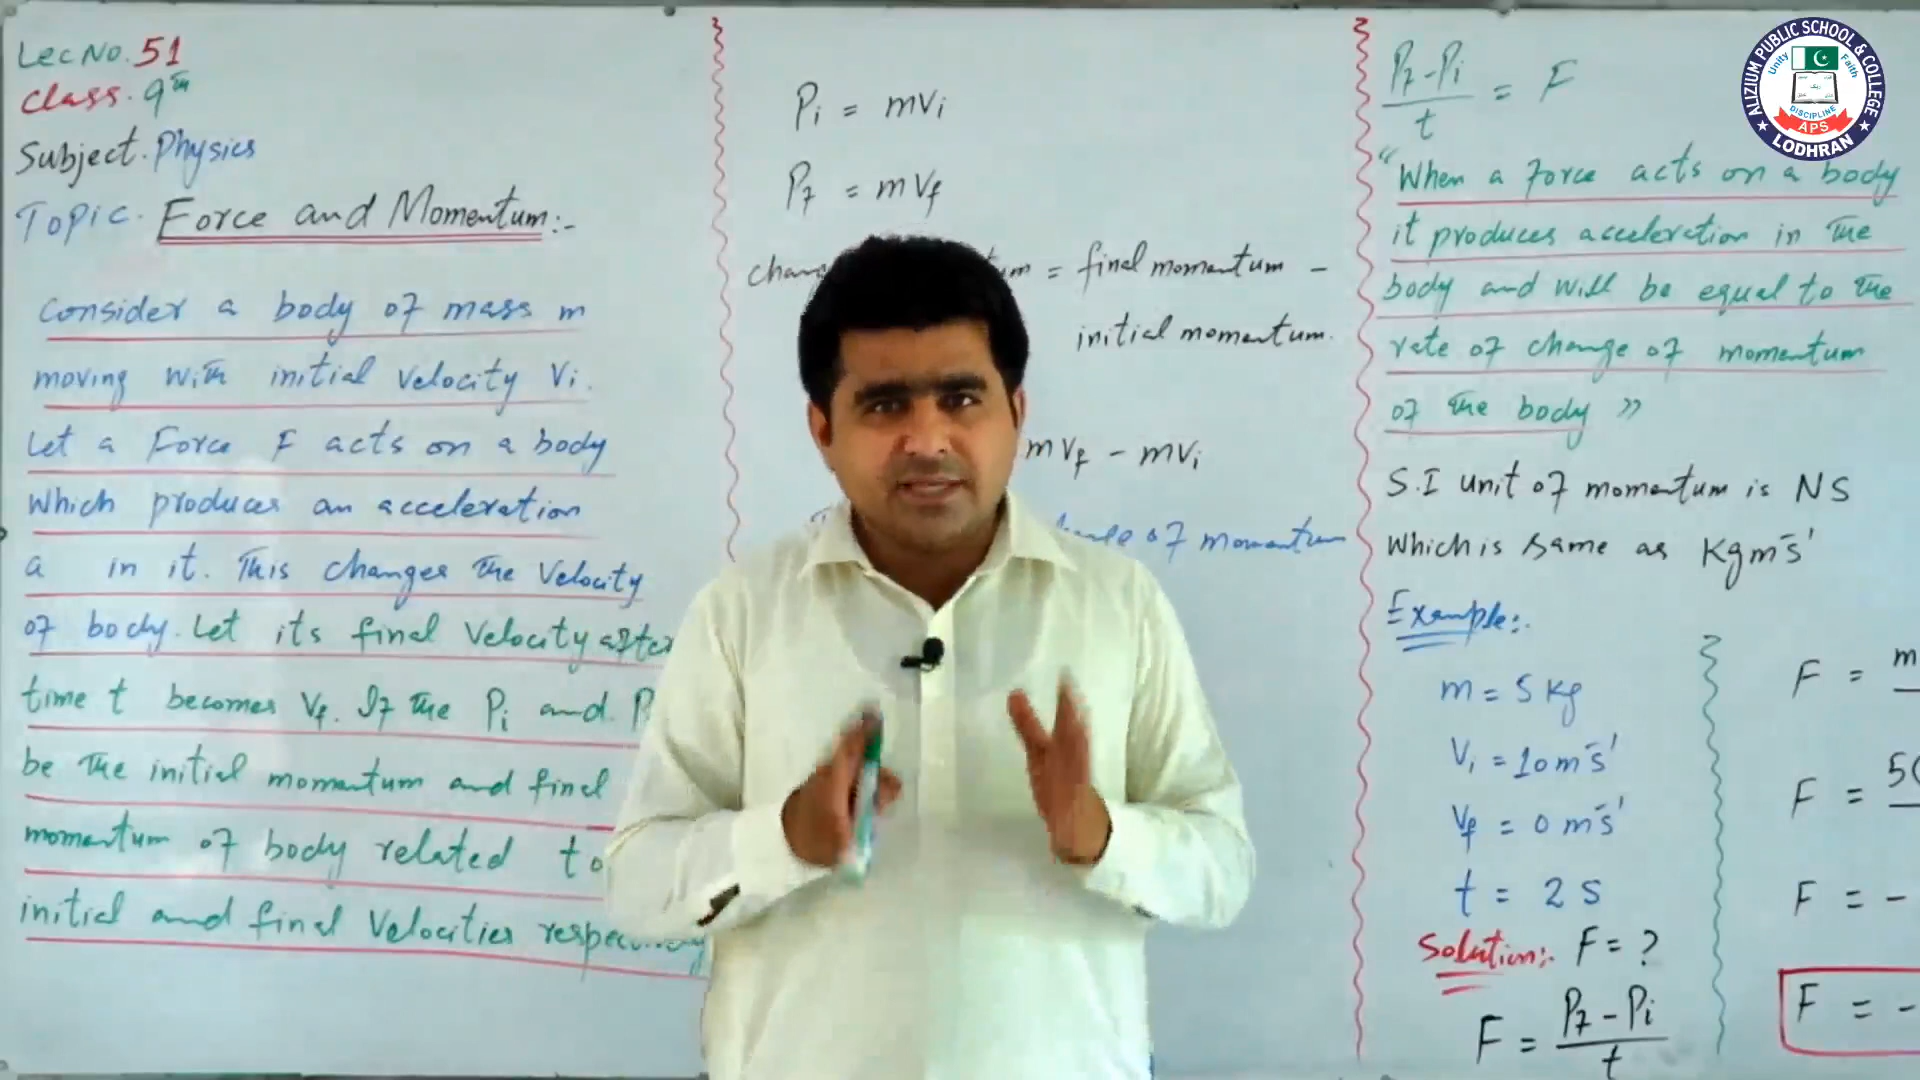 Lec No. 51
Class. 9th
Subject. Physics
Topic. Force and Momentum:-
Consider a body of mass m
moving with initial Velocity Vi.
Let a Force F acts on a body
Which produces an acceleration
a in it. This changes the Velocity
of body. Let its final Velocity after
time t becomes Vf. If the Pi and P
be the initial momentum and final
momentum of body related to
initial and final Velocities
Pi = mVi
Pf = mVf
= final momentum -
initial momentum.
mVf - mVi
of momentum
Pf - Pi
t
= F
"When a force acts on a body
it produces acceleration in the
body and will be equal to the
rate of change of momentum
of the body"
S.I unit of momentum is NS
Which is same as Kgms⁻¹
Example:-
m = 5 kg
Vi = 10ms⁻¹
Vf = 0ms⁻¹
t = 2 S
Solution:- F = ?
F = Pf - Pi
t
F = m
F = 50
F = -
F = -
ALIZIUM PUBLIC SCHOOL & COLLEGE
Unity
Faith
DISCIPLINE
APS
LODHRAN